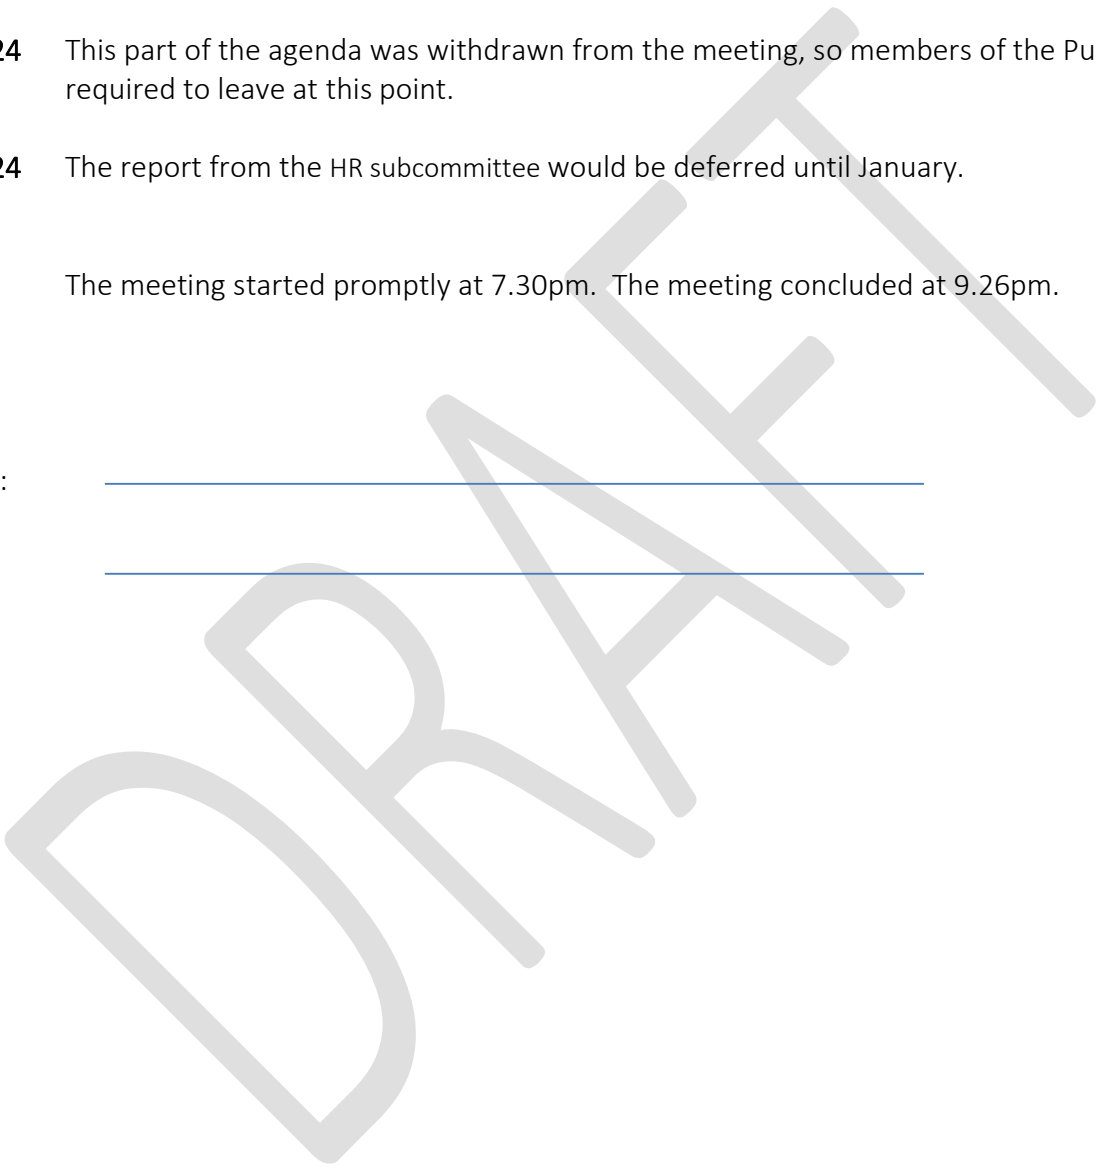 24 This part of the agenda was withdrawn from the meeting, so members of the Pu
required to leave at this point.
24 The report from the HR subcommittee would be deferred until January.
The meeting started promptly at 7.30pm. The meeting concluded at 9.26pm.
:
DRAFT